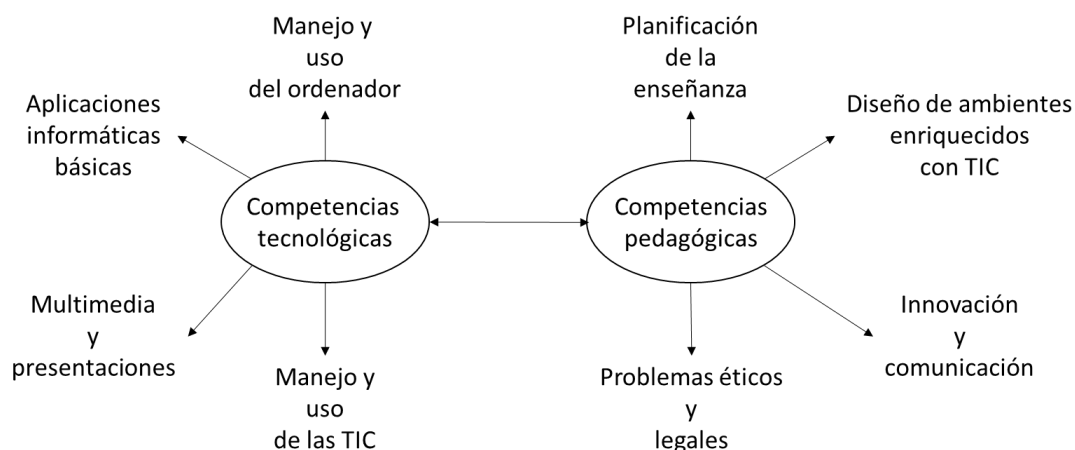 Manejo y
uso
del ordenador
Planificación
de la
enseñanza
Aplicaciones
informáticas
básicas
Diseño de ambientes
enriquecidos
con TIC
Competencias
tecnológicas
Competencias
pedagógicas
Multimedia
y
presentaciones
Innovación
y
comunicación
Manejo y
uso
de las TIC
Problemas éticos
y
legales